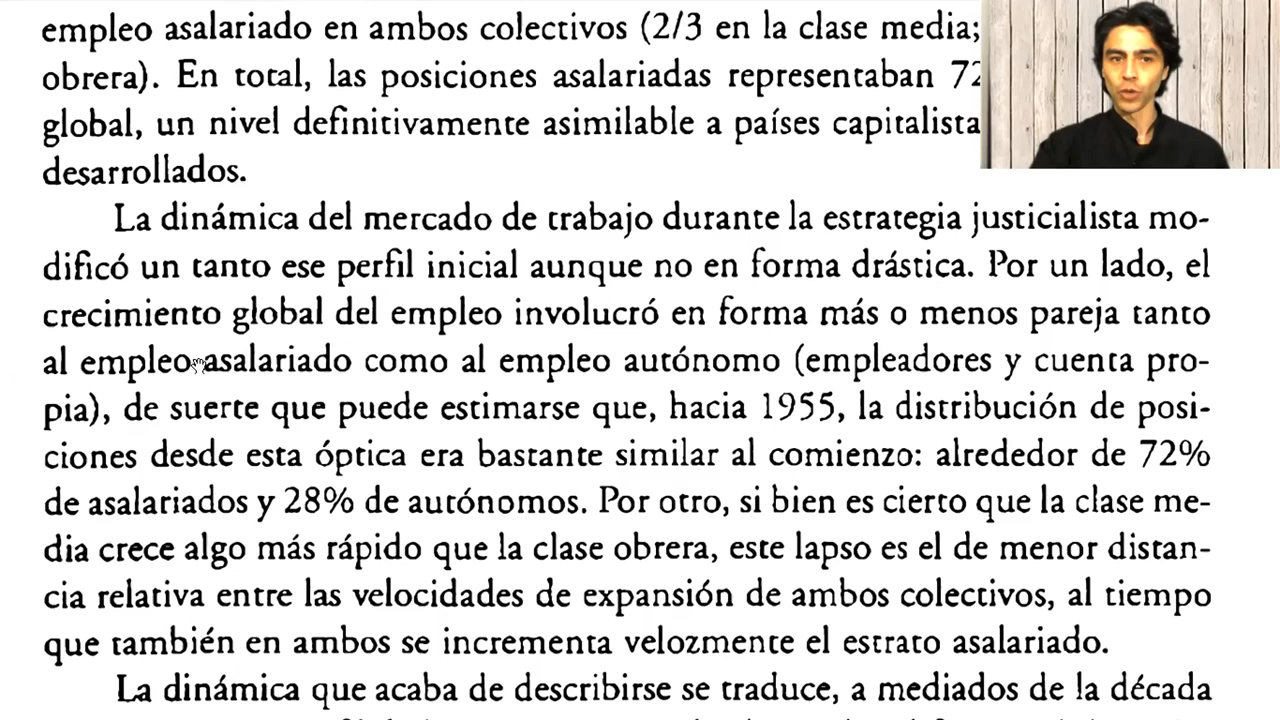 empleo asalariado en ambos colectivos (2/3 en la clase media;
obrera). En total, las posiciones asalariadas representaban 72
global, un nivel definitivamente asimilable a países capitalista
desarrollados.
La dinámica del mercado de trabajo durante la estrategia justicialista mo-
dificó un tanto ese perfil inicial aunque no en forma drástica. Por un lado, el
crecimiento global del empleo involucró en forma más o menos pareja tanto
al empleo asalariado como al empleo autónomo (empleadores y cuenta pro-
pia), de suerte que puede estimarse que, hacia 1955, la distribución de posi-
ciones desde esta óptica era bastante similar al comienzo: alrededor de 72%
de asalariados y 28% de autónomos. Por otro, si bien es cierto que la clase me-
dia crece algo más rápido que la clase obrera, este lapso es el de menor distan-
cia relativa entre las velocidades de expansión de ambos colectivos, al tiempo
que también en ambos se incrementa velozmente el estrato asalariado.
La dinámica que acaba de describirse se traduce, a mediados de la década